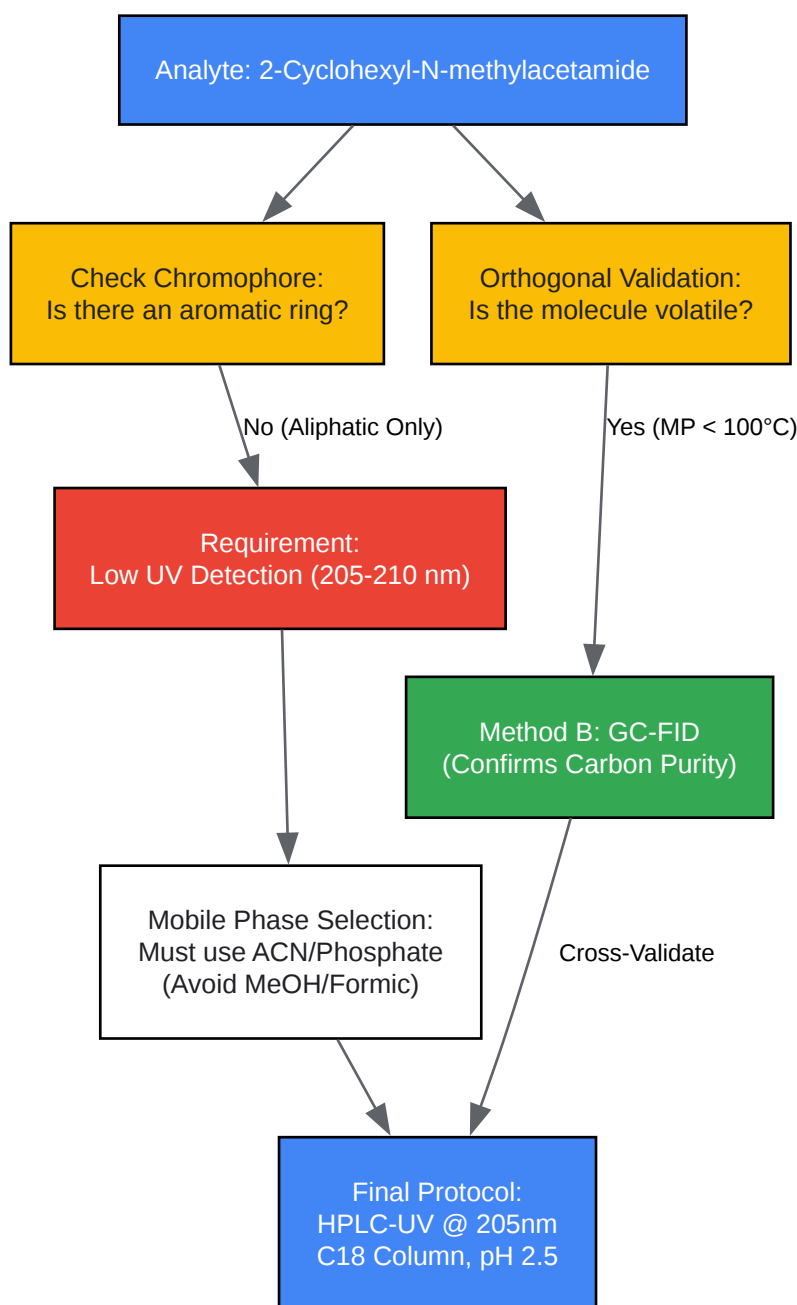 Analyte: 2-Cyclohexyl-N-methylacetamide
Check Chromophore:
Is there an aromatic ring?
Orthogonal Validation:
Is the molecule volatile?
No (Aliphatic Only)
Yes (MP < 100°C)
Requirement:
Low UV Detection (205-210 nm)
Method B: GC-FID
(Confirms Carbon Purity)
Mobile Phase Selection:
Must use ACN/Phosphate
(Avoid MeOH/Formic)
Cross-Validate
Final Protocol:
HPLC-UV @ 205nm
C18 Column, pH 2.5